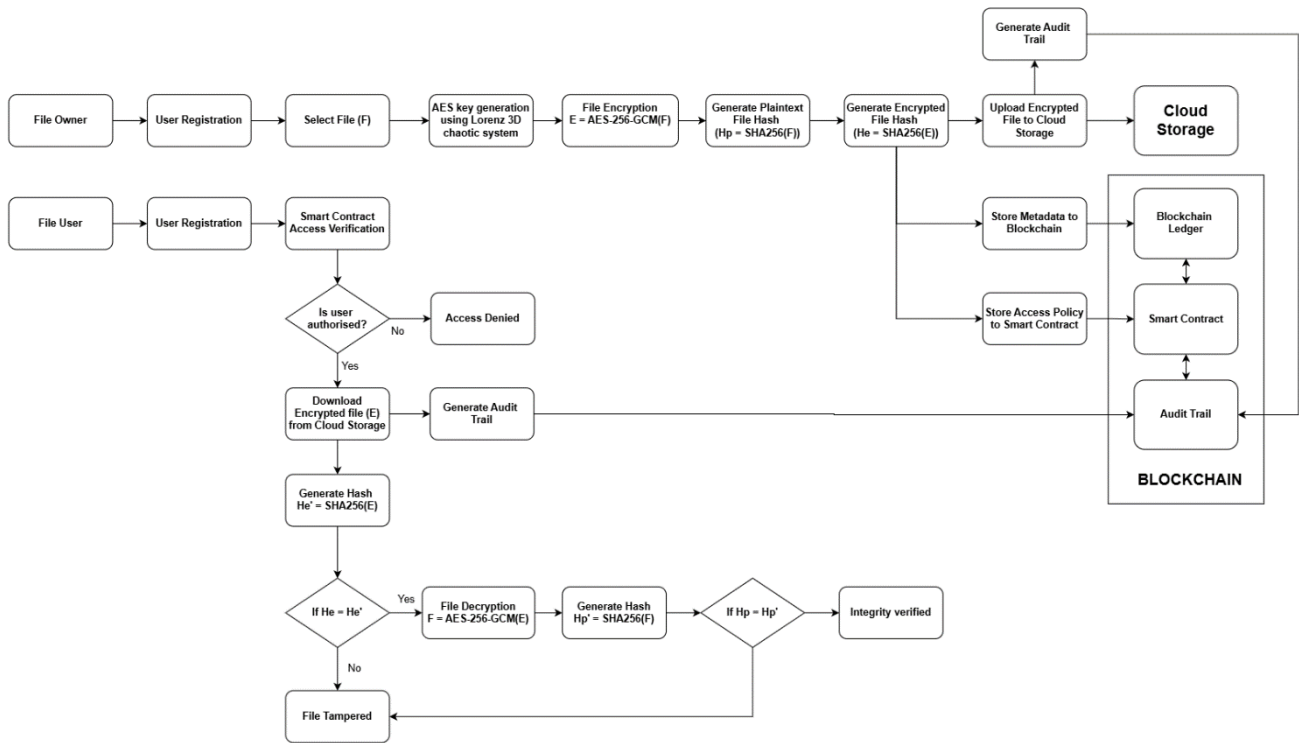 Generate Audit
Trail
File Owner
User Registration
Select File (F)
AES key generation
using Lorenz 3D
chaotic system
File Encryption
E = AES-256-GCM(F)
Generate Plaintext
File Hash
(Hp = SHA256(F))
Generate Encrypted
File Hash
(He = SHA256(E))
Upload Encrypted
File to Cloud
Storage
Cloud
Storage
File User
User Registration
Smart Contract
Access Verification
Store Metadata to
Blockchain
Blockchain
Ledger
Is user
authorised?
No
Access Denied
Store Access Policy
to Smart Contract
Smart Contract
Yes
Download
Encrypted file (E)
from Cloud Storage
Generate Audit
Trail
Audit Trail
BLOCKCHAIN
Generate Hash
He' = SHA256(E)
If He = He'
Yes
File Decryption
F = AES-256-GCM(E)
Generate Hash
Hp' = SHA256(F)
If Hp = Hp'
Integrity verified
No
File Tampered